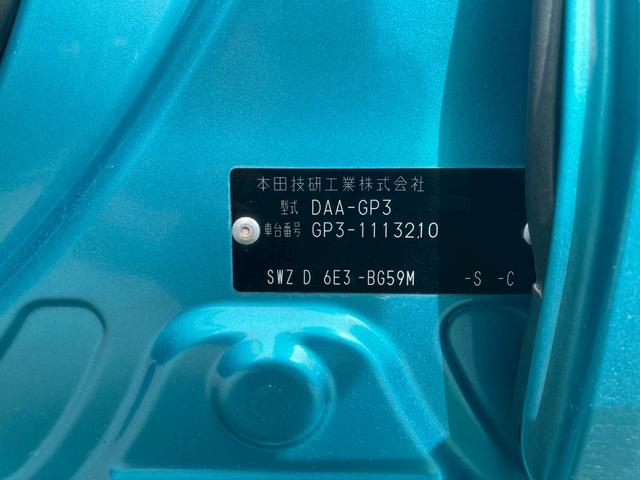 本田技研工業株式会社
型式 DAA-GP3
車台番号 GP3-1113210
SWZ D 6E3-BG59M -S -C